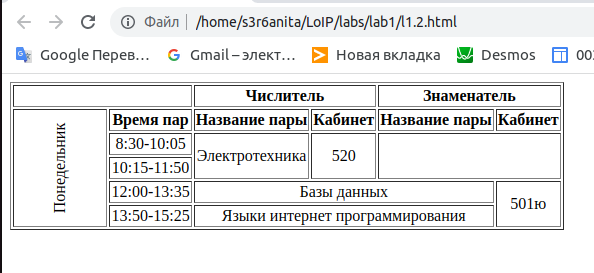 Файл /home/s3r6anita/LoIP/labs/lab1/l1.2.html
Google Перев… Gmail – элект… Новая вкладка Desmos 00
Числитель Знаменатель
Понедельник Время пар Название пары Кабинет Название пары Кабинет
8:30-10:05 Электротехника 520
10:15-11:50
12:00-13:35 Базы данных 501ю
13:50-15:25 Языки интернет программирования